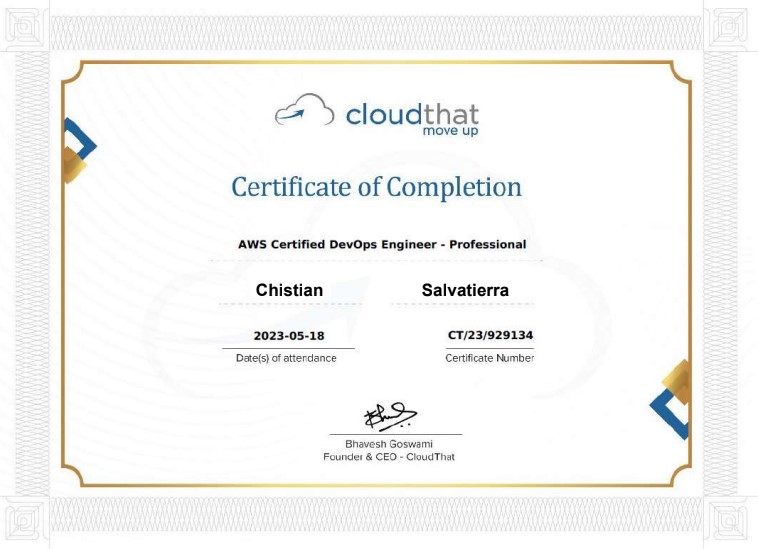 cloudthat
move up
Certificate of Completion
AWS Certified DevOps Engineer - Professional
Chistian Salvatierra
2023-05-18 CT/23/929134
Date(s) of attendance Certificate Number
Bhavesh Goswami
Founder & CEO - CloudThat